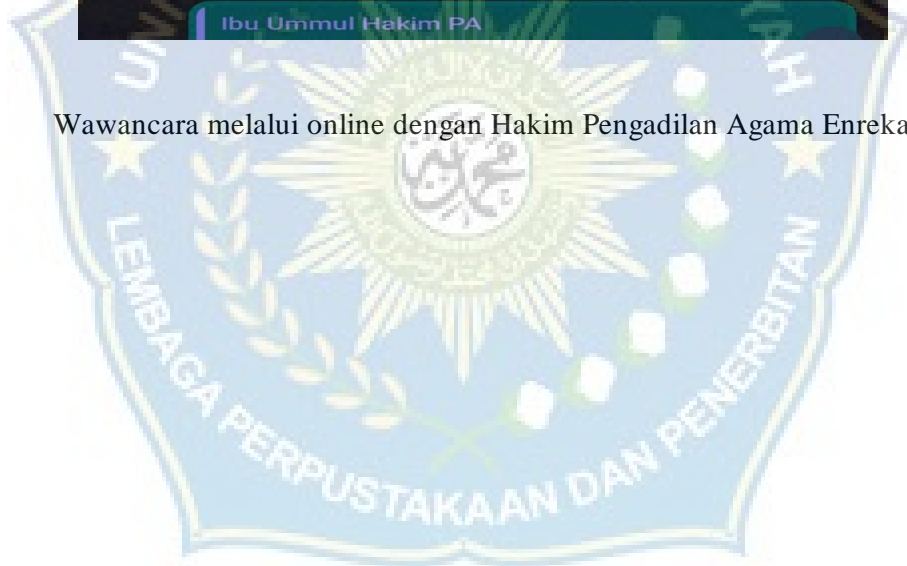 Ibu Ummul Hakim PA
Wawancara melalui online dengan Hakim Pengadilan Agama Enreka
LEMBAGA PERPUSTAKAAN DAN PENERBITAN